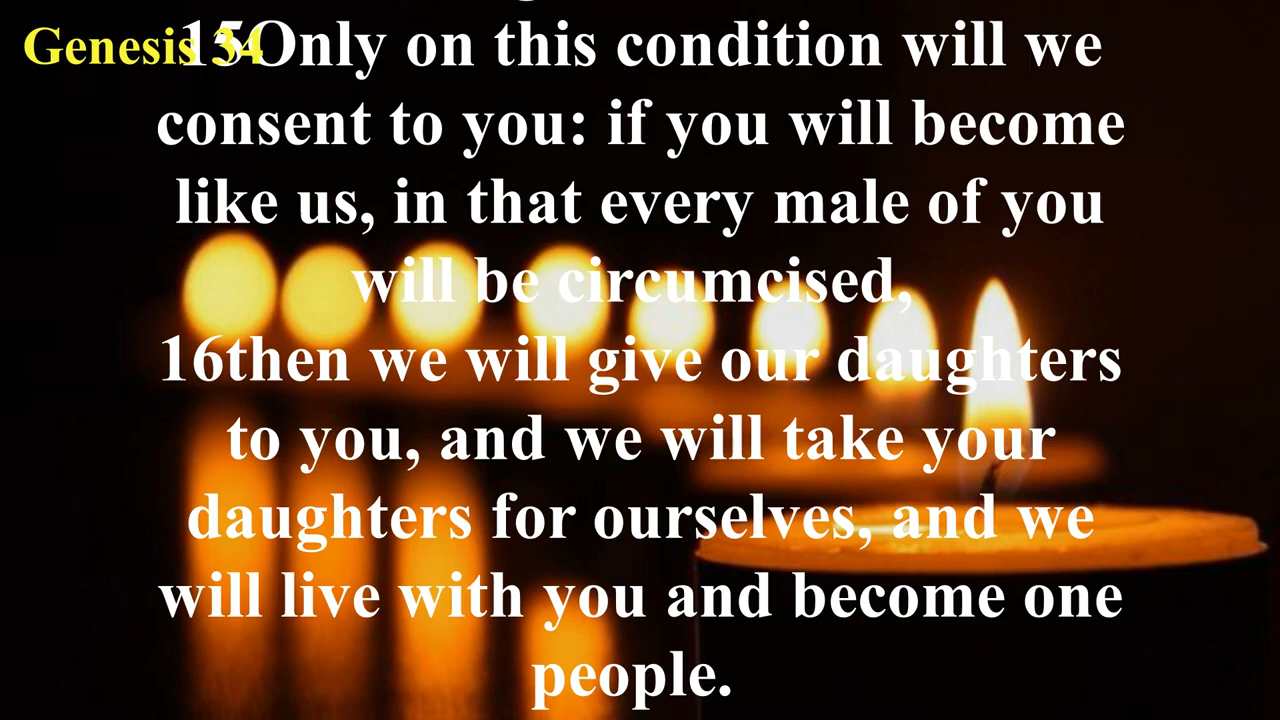 Genesis 34
15Only on this condition will we
consent to you: if you will become
like us, in that every male of you
will be circumcised,
16then we will give our daughters
to you, and we will take your
daughters for ourselves, and we
will live with you and become one
people.